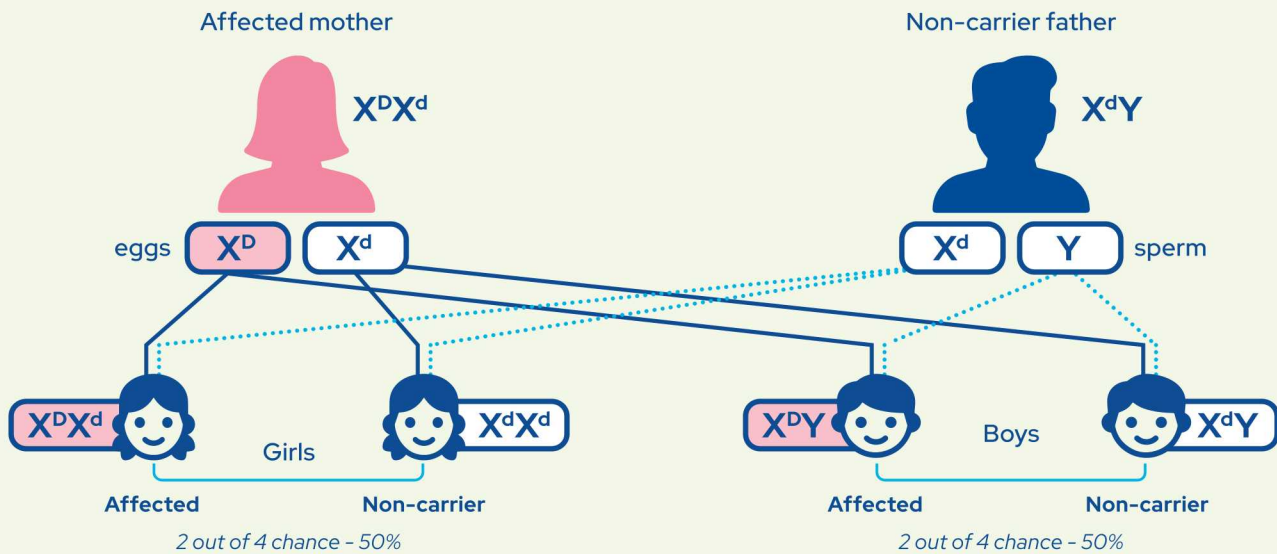 Affected mother
Non-carrier father
XᴰXᵈ
XᵈY
eggs
Xᴰ
Xᵈ
Xᵈ
Y
sperm
XᴰXᵈ
XᵈXᵈ
XᴰY
XᵈY
Girls
Boys
Affected
Non-carrier
Affected
Non-carrier
2 out of 4 chance - 50%
2 out of 4 chance - 50%